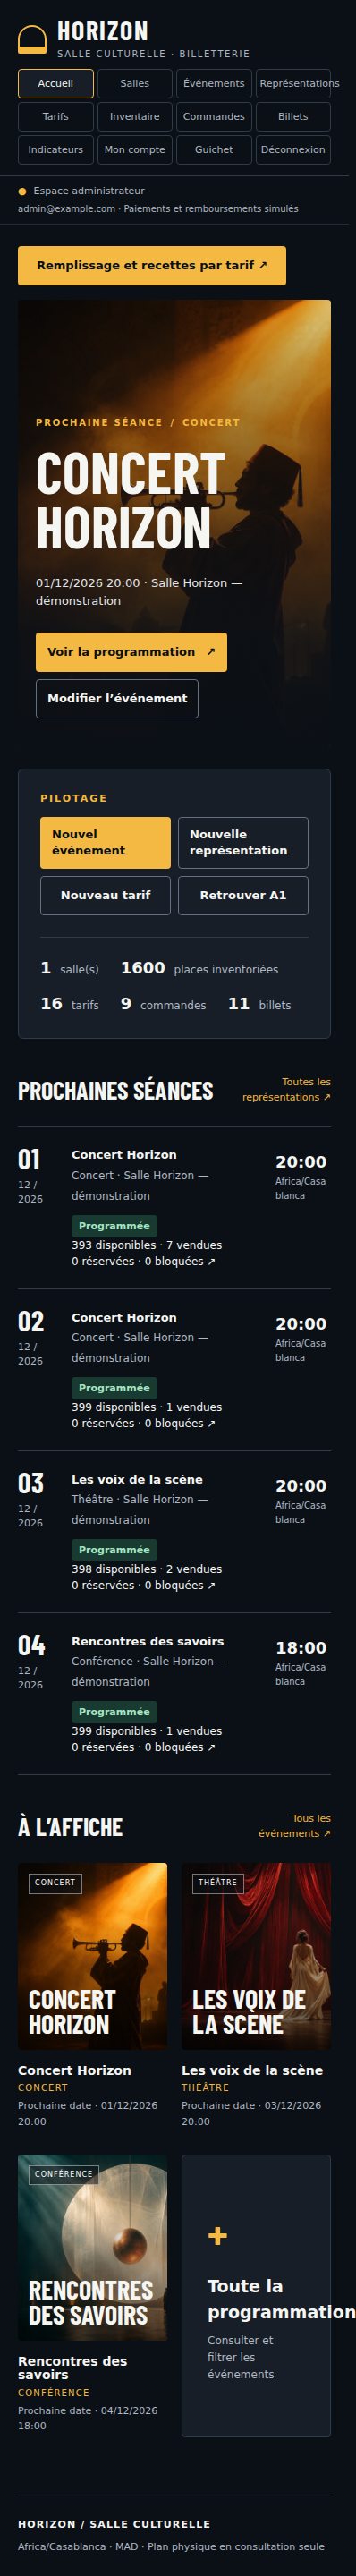 HORIZON
SALLE CULTURELLE · BILLETTERIE
Accueil
Salles
Événements
Représentations
Tarifs
Inventaire
Commandes
Billets
Indicateurs
Mon compte
Guichet
Déconnexion
Espace administrateur
admin@example.com · Paiements et remboursements simulés
Remplissage et recettes par tarif ↗
PROCHAINE SÉANCE / CONCERT
CONCERT
HORIZON
01/12/2026 20:00 · Salle Horizon —
démonstration
Voir la programmation ↗
Modifier l’événement
PILOTAGE
Nouvel
événement
Nouvelle
représentation
Nouveau tarif
Retrouver A1
1 salle(s) 1600 places inventoriées
16 tarifs 9 commandes 11 billets
PROCHAINES SÉANCES
Toutes les
représentations ↗
01
12 /
2026
Concert Horizon
Concert · Salle Horizon —
démonstration
Programmée
393 disponibles · 7 vendues
0 réservées · 0 bloquées ↗
20:00
Africa/Casa
blanca
02
12 /
2026
Concert Horizon
Concert · Salle Horizon —
démonstration
Programmée
399 disponibles · 1 vendues
0 réservées · 0 bloquées ↗
20:00
Africa/Casa
blanca
03
12 /
2026
Les voix de la scène
Théâtre · Salle Horizon —
démonstration
Programmée
398 disponibles · 2 vendues
0 réservées · 0 bloquées ↗
20:00
Africa/Casa
blanca
04
12 /
2026
Rencontres des savoirs
Conférence · Salle Horizon —
démonstration
Programmée
399 disponibles · 1 vendues
0 réservées · 0 bloquées ↗
18:00
Africa/Casa
blanca
À L’AFFICHE
Tous les
événements ↗
CONCERT
CONCERT
HORIZON
Concert Horizon
CONCERT
Prochaine date · 01/12/2026
20:00
THÉÂTRE
LES VOIX DE
LA SCÈNE
Les voix de la scène
THÉÂTRE
Prochaine date · 03/12/2026
20:00
CONFÉRENCE
RENCONTRES
DES SAVOIRS
Rencontres des
savoirs
CONFÉRENCE
Prochaine date · 04/12/2026
18:00
+
Toute la
programmation
Consulter et
filtrer les
événements
HORIZON / SALLE CULTURELLE
Africa/Casablanca · MAD · Plan physique en consultation seule